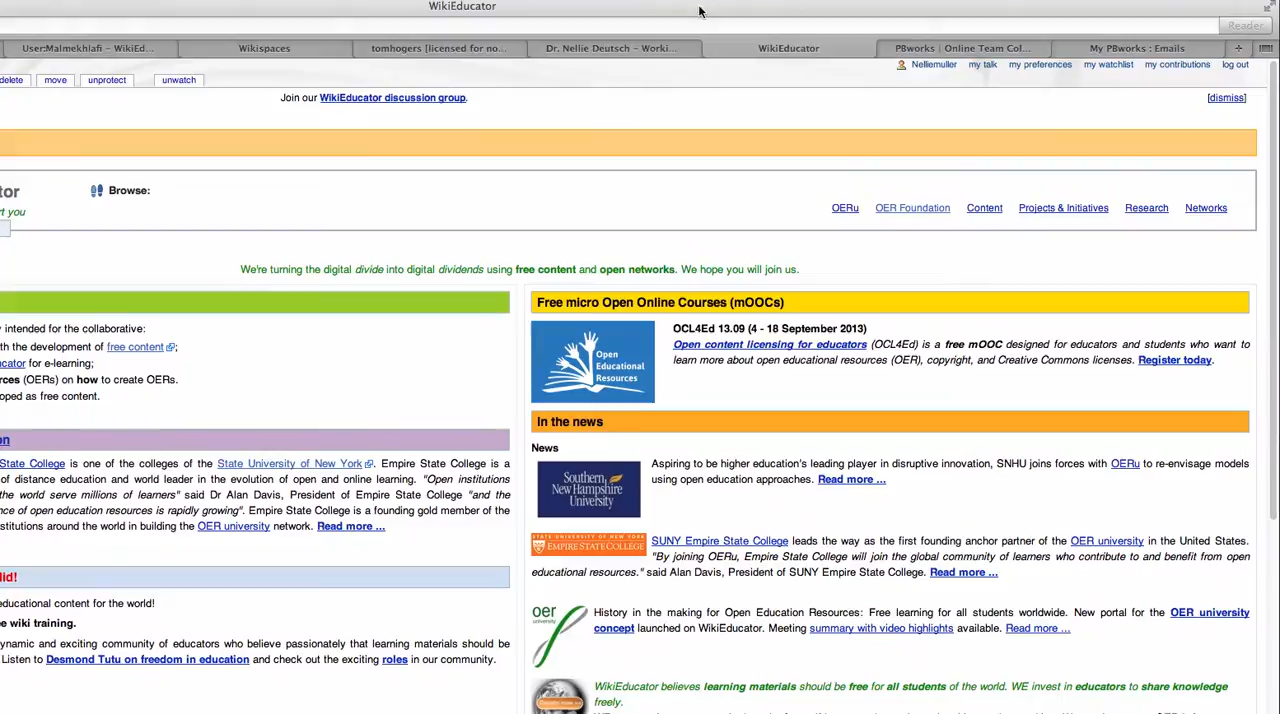 WikiEducator
Reader
User:Malmekhlafi – WikiEd...
Wikispaces
tomhogers [licensed for no...
Dr. Nellie Deutsch – Worki...
WikiEducator
PBworks | Online Team Col...
My PBworks : Emails
Nelliemuller my talk my preferences my watchlist my contributions log out
delete move unprotect unwatch
Join our WikiEducator discussion group.
[dismiss]
tor
Browse:
rt you
OERu OER Foundation Content Projects & Initiatives Research Networks
We're turning the digital divide into digital dividends using free content and open networks. We hope you will join us.
y intended for the collaborative:
th the development of free content;
cator for e-learning;
rces (OERs) on how to create OERs.
oped as free content.
on
State College is one of the colleges of the State University of New York. Empire State College is a
of distance education and world leader in the evolution of open and online learning. "Open institutions
the world serve millions of learners" said Dr Alan Davis, President of Empire State College "and the
nce of open education resources is rapidly growing". Empire State College is a founding gold member of the
stitutions around the world in building the OER university network. Read more ...
lid!
educational content for the world!
e wiki training.
ynamic and exciting community of educators who believe passionately that learning materials should be
Listen to Desmond Tutu on freedom in education and check out the exciting roles in our community.
Free micro Open Online Courses (mOOCs)
Open
Educational
Resources
OCL4Ed 13.09 (4 - 18 September 2013)
Open content licensing for educators (OCL4Ed) is a free mOOC designed for educators and students who want to
learn more about open educational resources (OER), copyright, and Creative Commons licenses. Register today.
In the news
News
Southern
New Hampshire
University
Aspiring to be higher education's leading player in disruptive innovation, SNHU joins forces with OERu to re-envisage models
using open education approaches. Read more ...
STATE UNIVERSITY OF NEW YORK
EMPIRE STATE COLLEGE
SUNY Empire State College leads the way as the first founding anchor partner of the OER university in the United States.
"By joining OERu, Empire State College will join the global community of learners who contribute to and benefit from open
educational resources." said Alan Davis, President of SUNY Empire State College. Read more ...
oer
university
History in the making for Open Education Resources: Free learning for all students worldwide. New portal for the OER university
concept launched on WikiEducator. Meeting summary with video highlights available. Read more ...
WikiEducator believes learning materials should be free for all students of the world. WE invest in educators to share knowledge
freely.